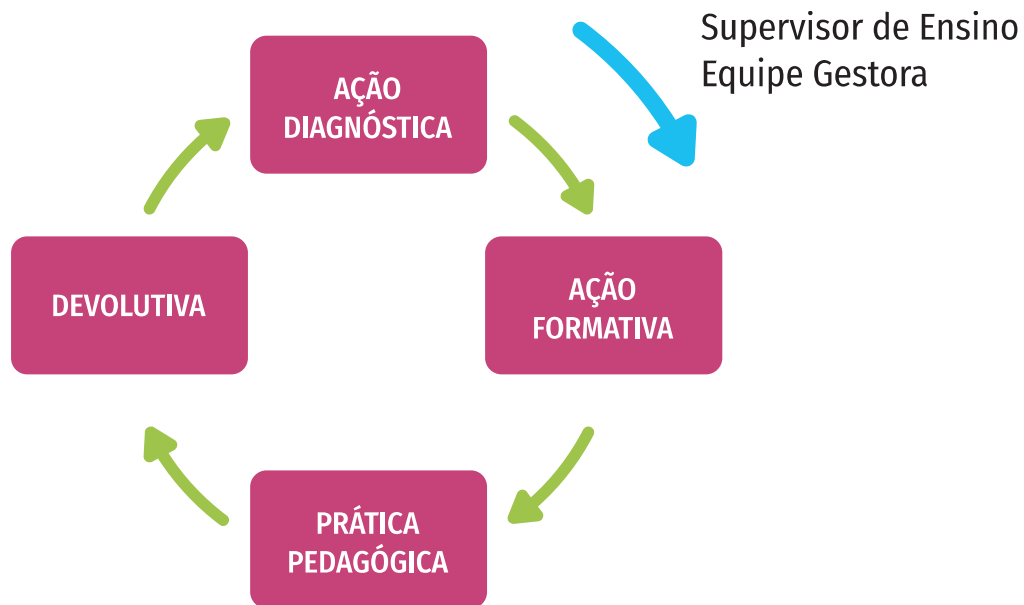 Supervisor de Ensino
Equipe Gestora
AÇÃO
DIAGNÓSTICA
DEVOLUTIVA
AÇÃO
FORMATIVA
PRÁTICA
PEDAGÓGICA